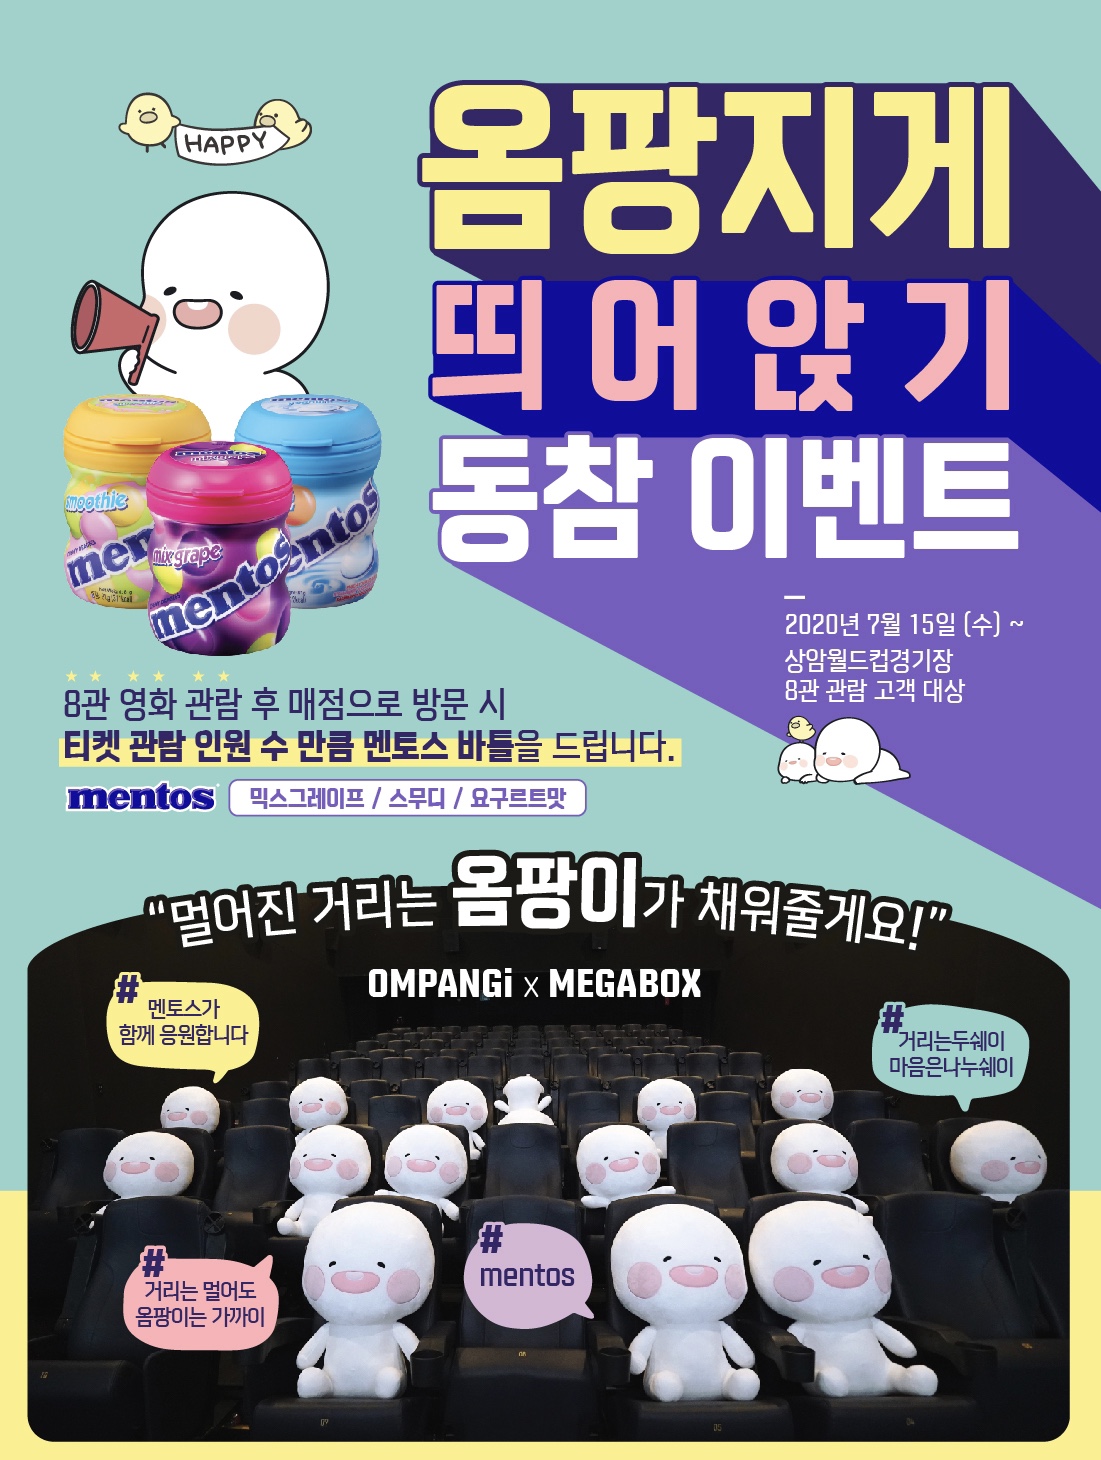 HAPPY
옴팡지게
띄어앉기
동참 이벤트
2020년 7월 15일 (수) ~
상암월드컵경기장
8관 관람 고객 대상
mentos
mentos
smoothie
mentos
mix grape
mentos
8관 영화 관람 후 매점으로 방문 시
티켓 관람 인원 수 만큼 멘토스 바틀을 드립니다.
mentos 믹스그레이프 / 스무디 / 요구르트맛
“멀어진 거리는 옴팡이가 채워줄게요!”
OMPANGi x MEGABOX
#멘토스가
함께 응원합니다
#거리는두쉐이
마음은나누쉐이
#거리는 멀어도
옴팡이는 가까이
#mentos